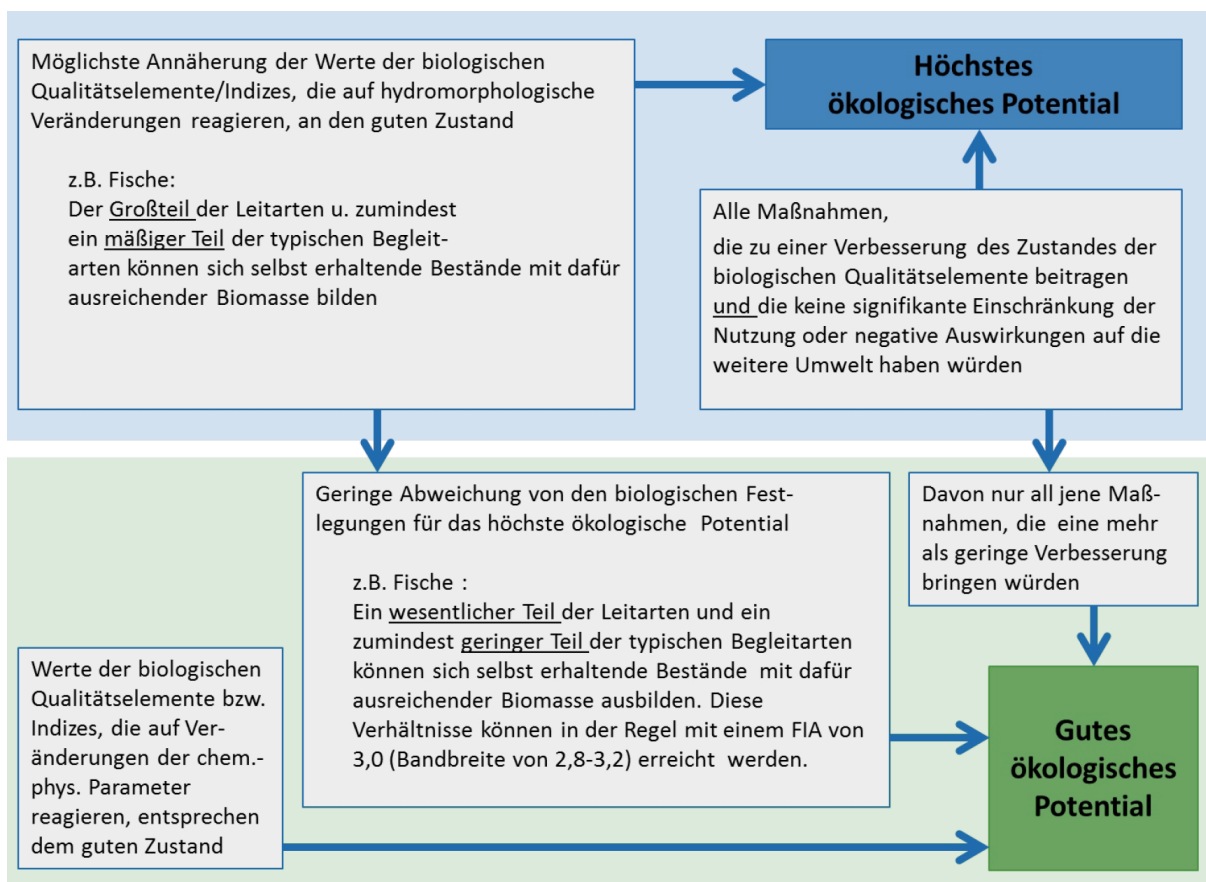 Möglichste Annäherung der Werte der biologischen
Qualitätselemente/Indizes, die auf hydromorphologische
Veränderungen reagieren, an den guten Zustand
z.B. Fische:
Der Großteil der Leitarten u. zumindest
ein mäßiger Teil der typischen Begleit-
arten können sich selbst erhaltende Bestände mit dafür
ausreichender Biomasse bilden
Höchstes
ökologisches Potential
Alle Maßnahmen,
die zu einer Verbesserung des Zustandes der
biologischen Qualitätselemente beitragen
und die keine signifikante Einschränkung der
Nutzung oder negative Auswirkungen auf die
weitere Umwelt haben würden
Geringe Abweichung von den biologischen Fest-
legungen für das höchste ökologische Potential
z.B. Fische :
Ein wesentlicher Teil der Leitarten und ein
zumindest geringer Teil der typischen Begleitarten
können sich selbst erhaltende Bestände mit dafür
ausreichender Biomasse ausbilden. Diese
Verhältnisse können in der Regel mit einem FIA von
3,0 (Bandbreite von 2,8-3,2) erreicht werden.
Davon nur all jene Maß-
nahmen, die eine mehr
als geringe Verbesserung
bringen würden
Werte der biologischen
Qualitätselemente bzw.
Indizes, die auf Ver-
änderungen der chem.-
phys. Parameter
reagieren, entsprechen
dem guten Zustand
Gutes
ökologisches
Potential